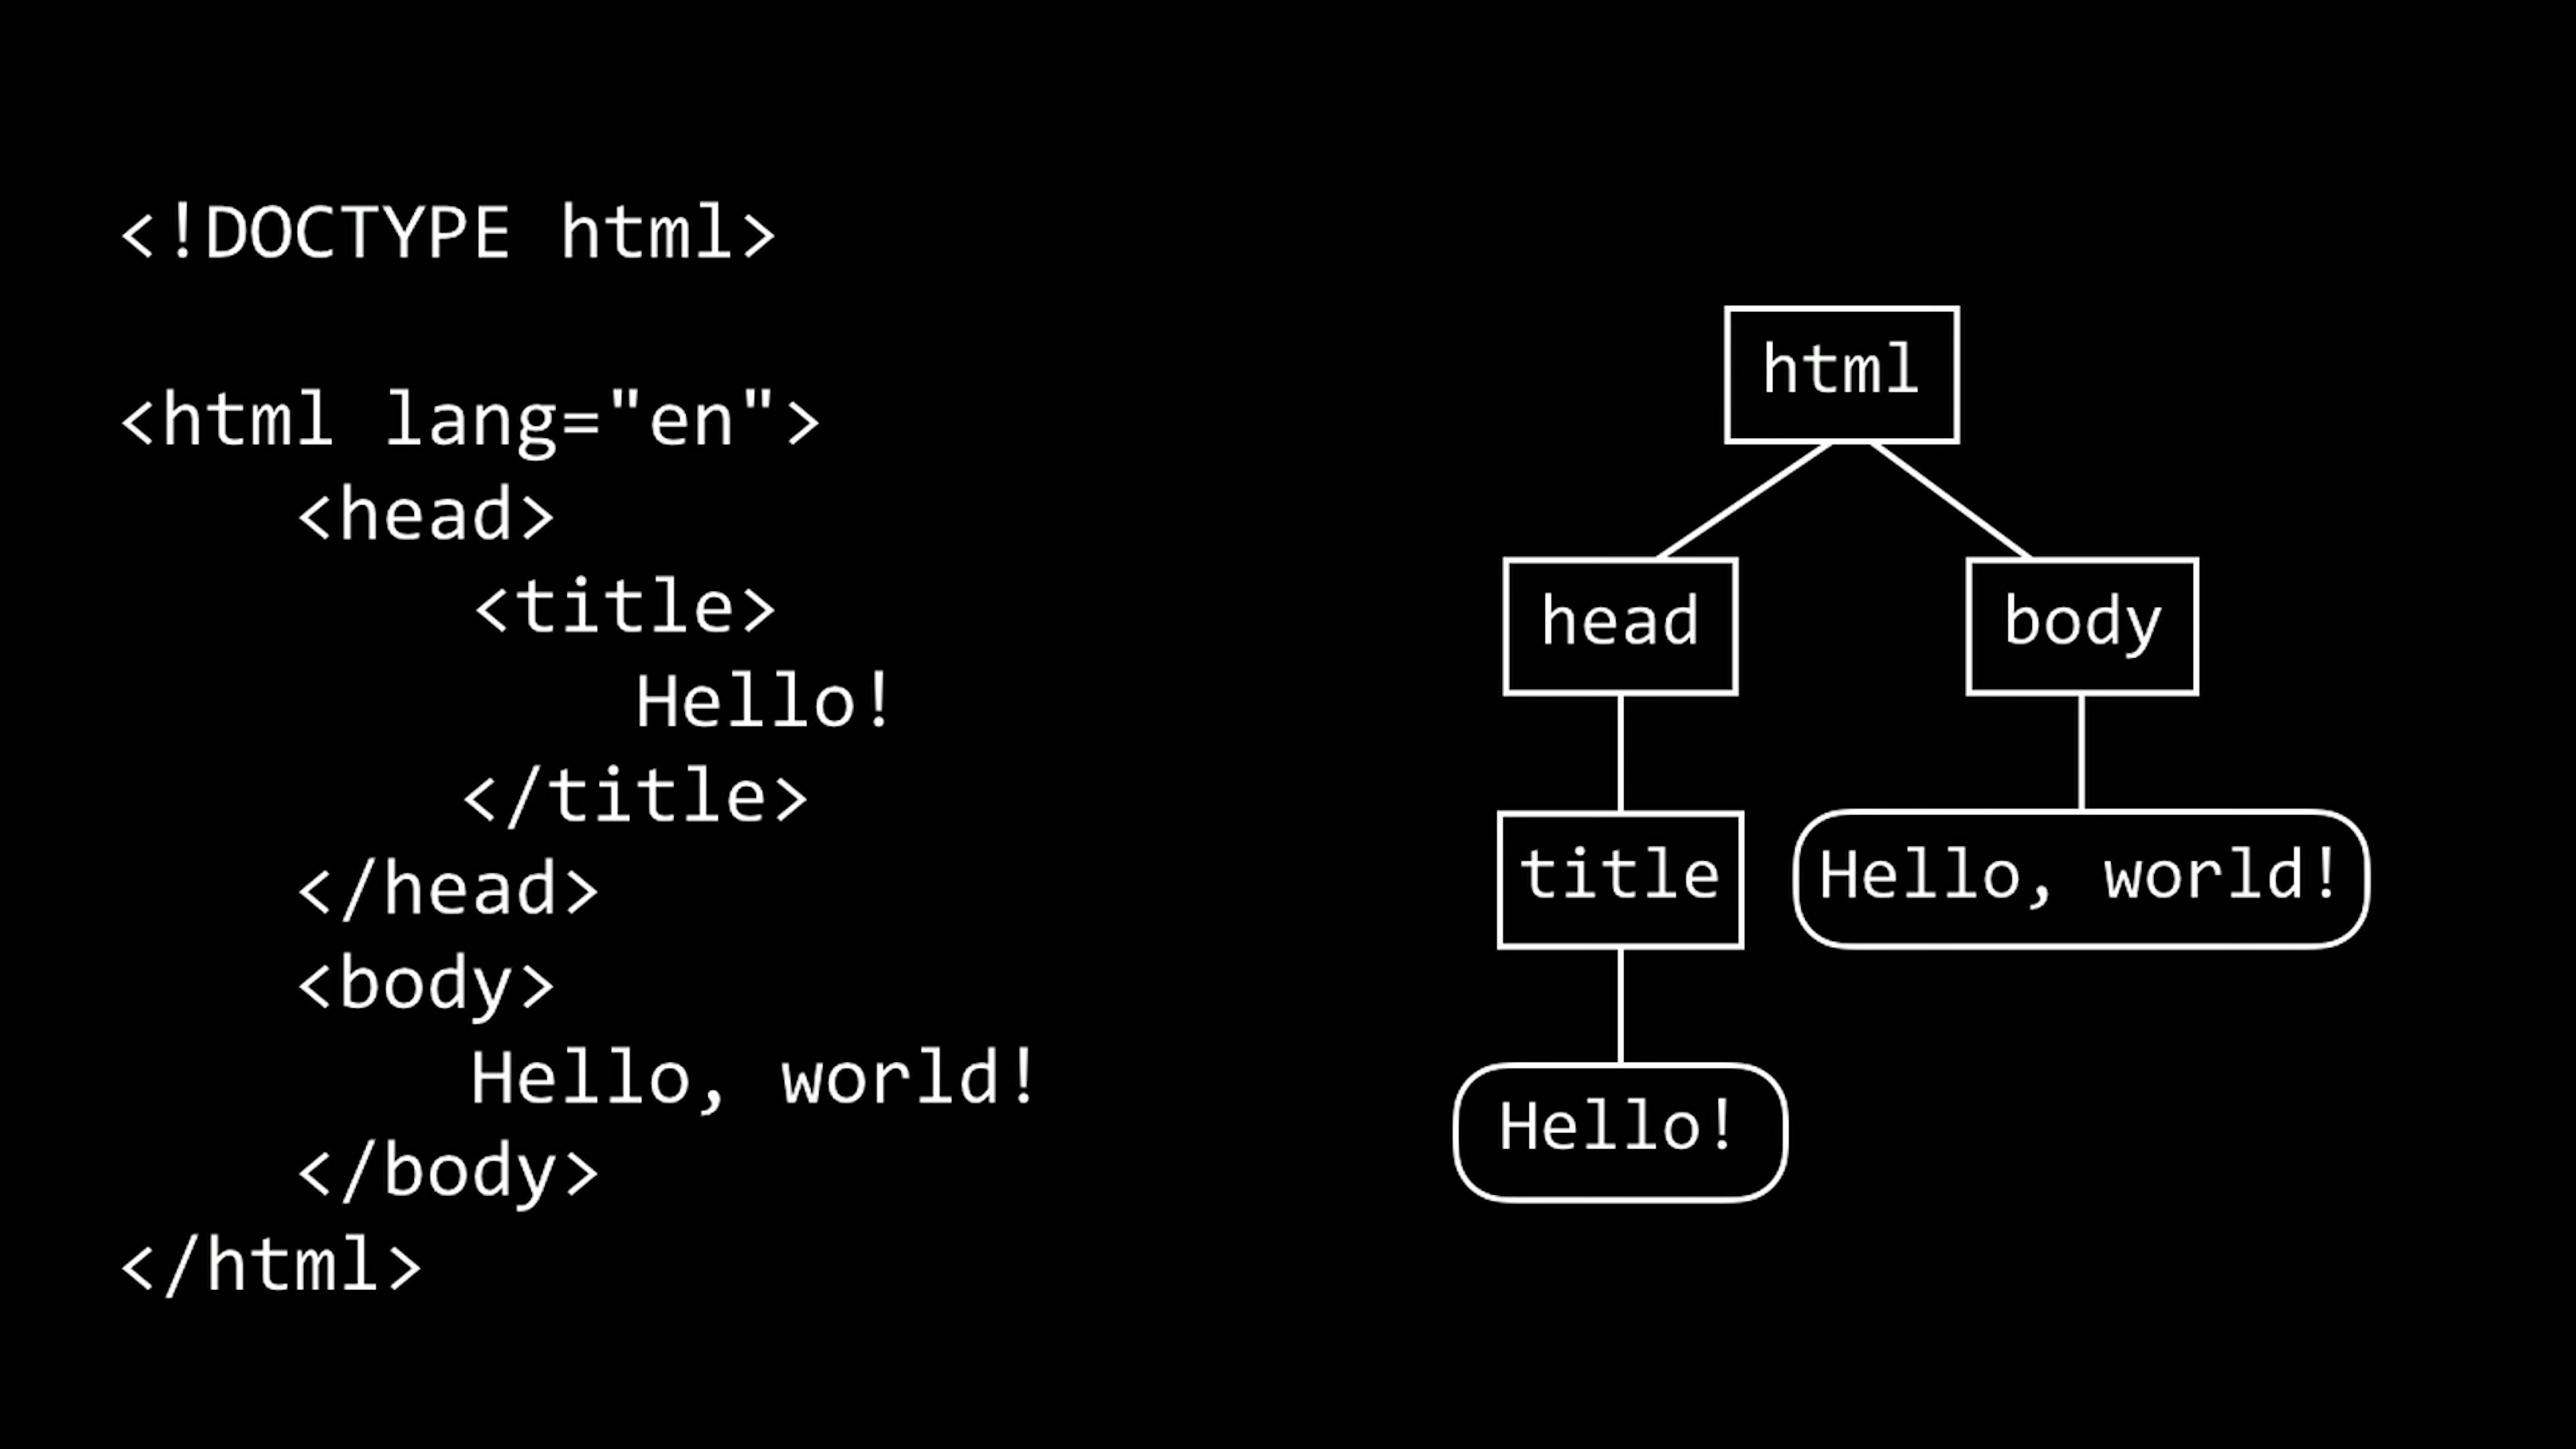 <!DOCTYPE html>
<html lang="en">
<head>
<title>
Hello!
</title>
</head>
<body>
Hello, world!
</body>
</html>
html
head
body
title
Hello, world!
Hello!